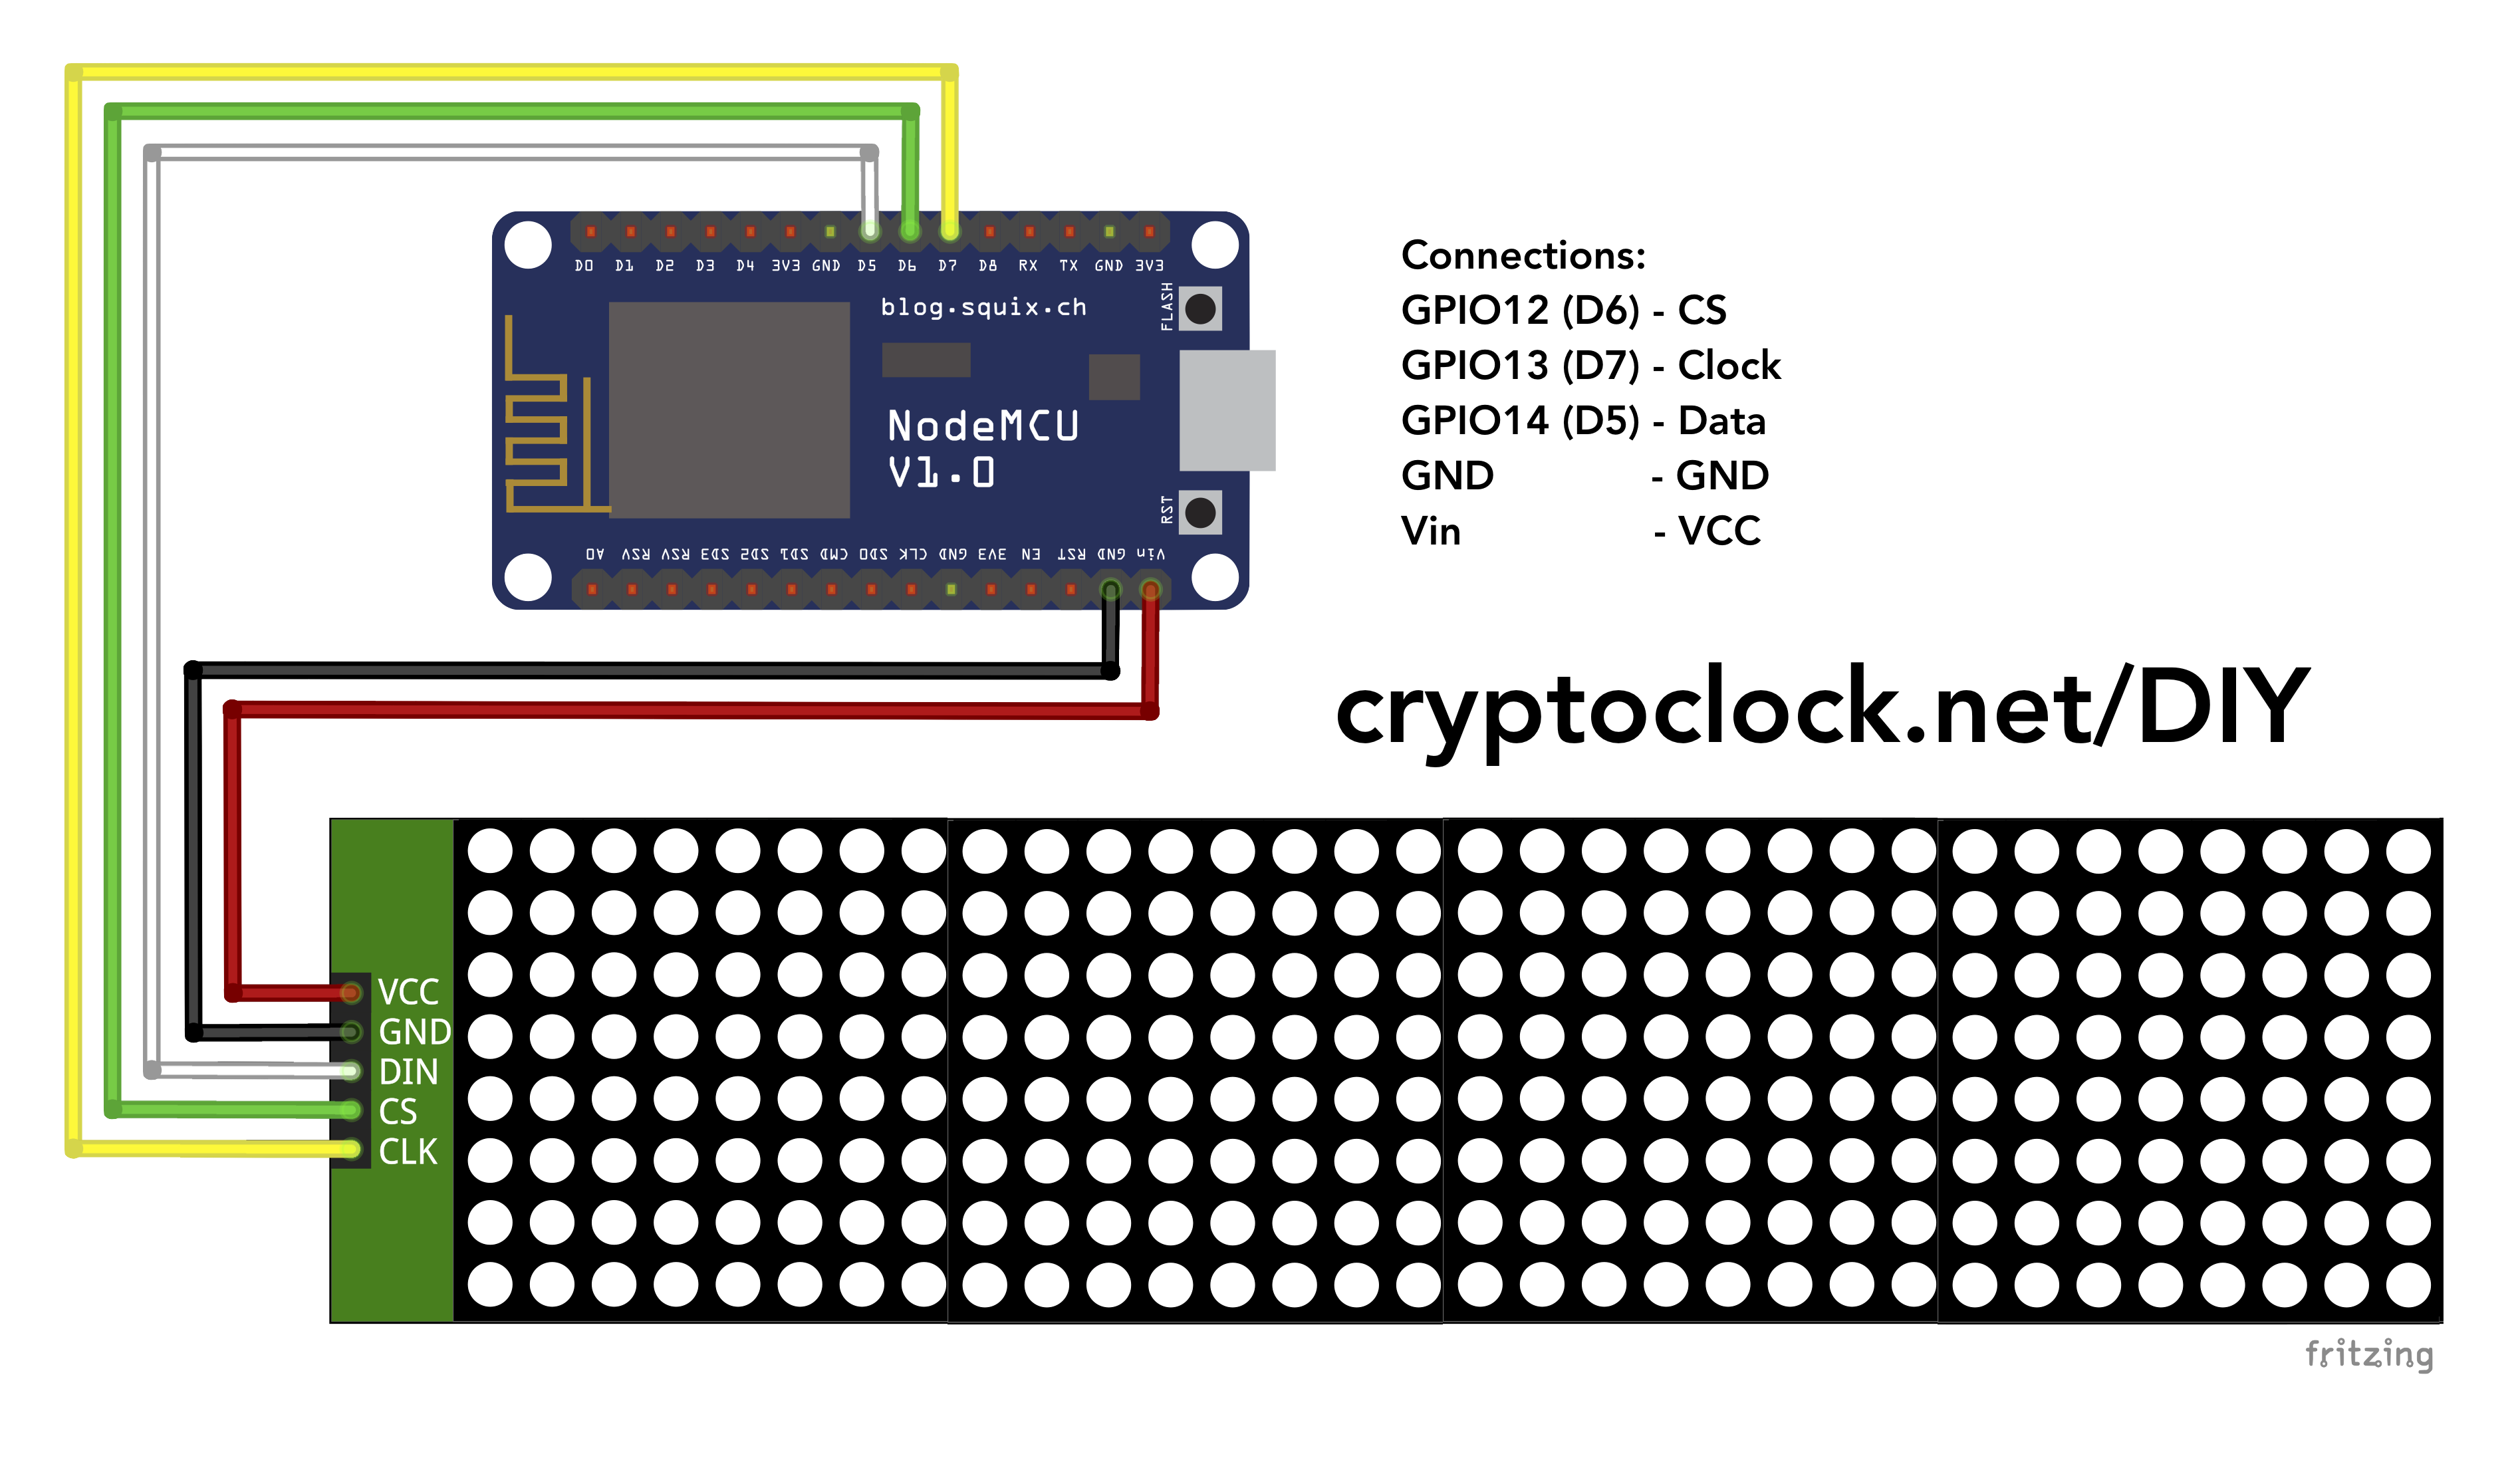 D0 D1 D2 D3 D4 3V3 GND D5 D6 D7 D8 RX TX GND 3V3
blog.squix.ch
FLASH
NodeMCU
V1.0
RST
A0 RSV RSV SD3 SD2 SD1 CMD SD0 CLK GND 3V3 EN RST GND Vin
Connections:
GPIO12 (D6) - CS
GPIO13 (D7) - Clock
GPIO14 (D5) - Data
GND - GND
Vin - VCC
cryptoclock.net/DIY
VCC
GND
DIN
CS
CLK
fritzing